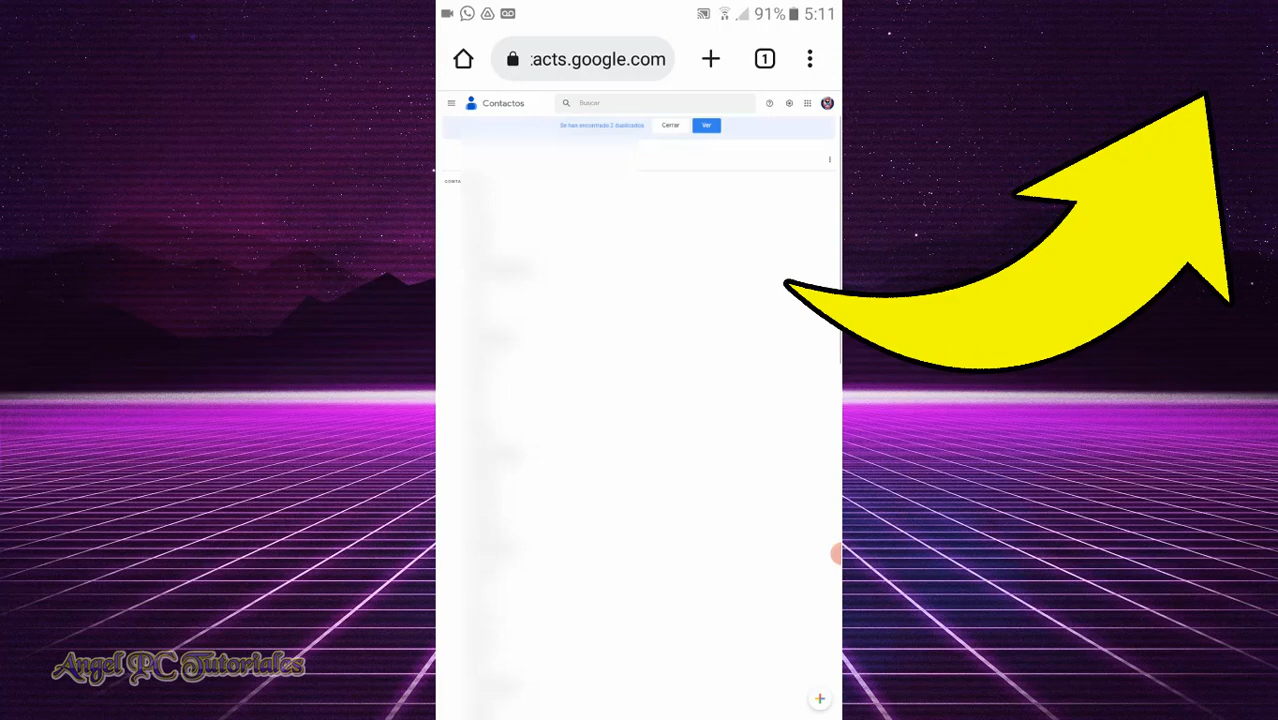 91% 5:11
:acts.google.com 1
Contactos Buscar
Se han encontrado 2 duplicados Cerrar Ver
CONTA
Angel PC Tutoriales